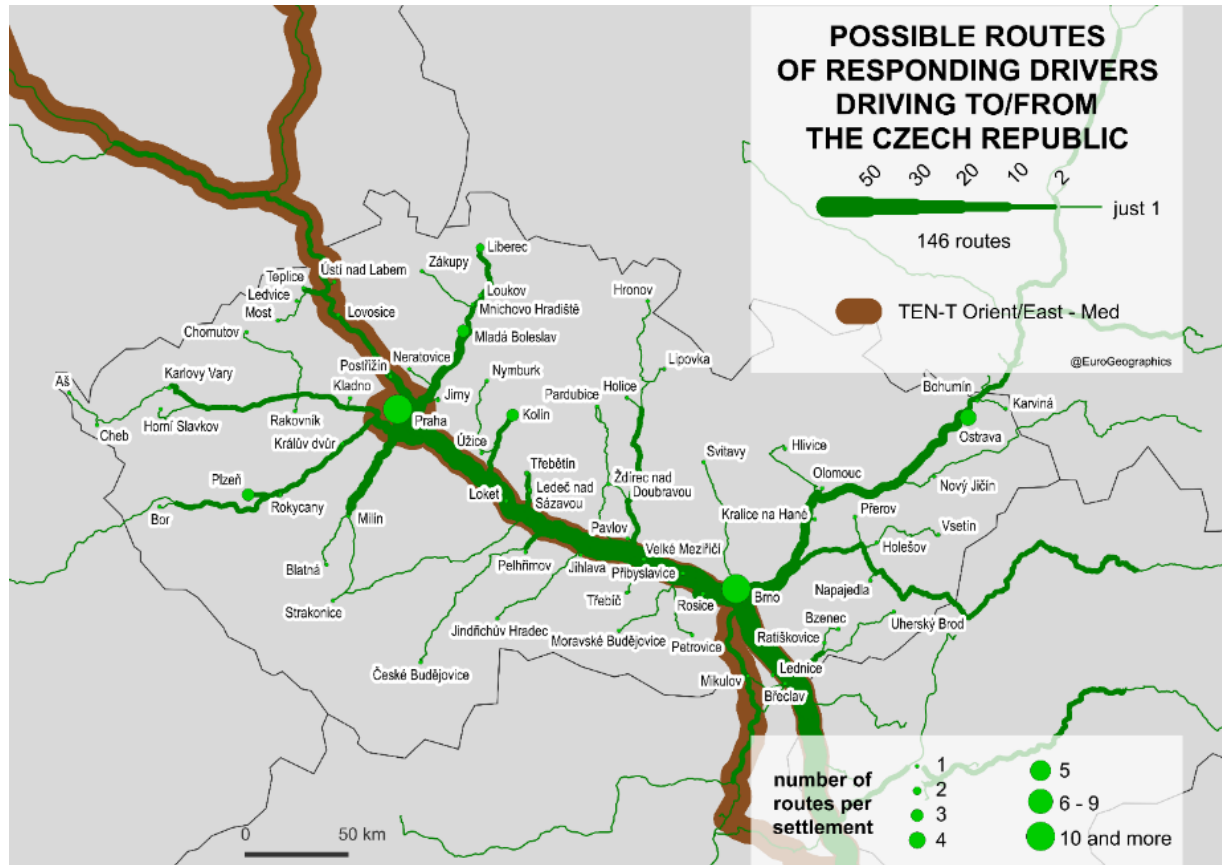 POSSIBLE ROUTES
OF RESPONDING DRIVERS
DRIVING TO/FROM
THE CZECH REPUBLIC
50 30 20 10 2
just 1
146 routes
TEN-T Orient/East - Med
@EuroGeographics
Liberec
Zákupy
Ústí nad Labem
Teplice
Ledvice
Most
Loukov
Hronov
Mnichovo Hradiště
Lovosice
Chomutov
Mladá Boleslav
Neratovice
Postřižín
Lipovka
Karlovy Vary
Aš
Kladno
Nymburk
Holice
Pardubice
Jirny
Bohumín
Karviná
Horní Slavkov
Rakovník
Praha
Kolín
Cheb
Králův dvůr
Úžice
Ostrava
Svitavy
Hlivice
Třebětín
Olomouc
Plzeň
Ždírec nad
Doubravou
Ledeč nad
Sázavou
Loket
Nový Jičín
Rokycany
Bor
Milín
Kralice na Hané
Přerov
Pavlov
Vsetín
Velké Meziříčí
Holešov
Blatná
Pelhřimov
Jihlava
Přibyslavice
Napajedla
Třebíč
Rosice
Brno
Strakonice
Bzenec
Uherský Brod
Jindřichův Hradec
Moravské Budějovice
Petrovice
Ratíškovice
České Budějovice
Lednice
Mikulov
Břeclav
number of
routes per
settlement
1
2
3
4
5
6 - 9
10 and more
0 50 km